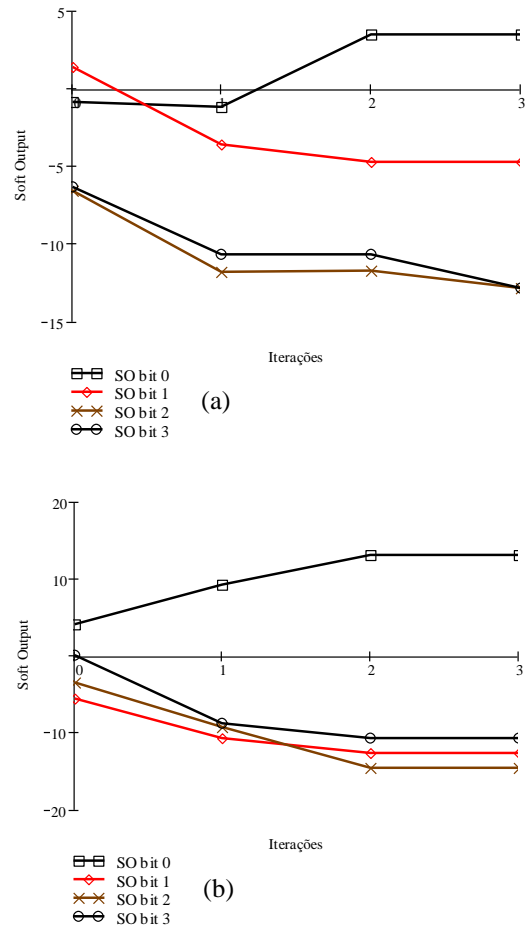 5
0
1
2
3
−5
−10
−15
Soft Output
Iterações
SO bit 0
SO bit 1
SO bit 2
SO bit 3
(a)
20
10
0
1
2
3
−10
−20
Soft Output
Iterações
SO bit 0
SO bit 1
SO bit 2
SO bit 3
(b)